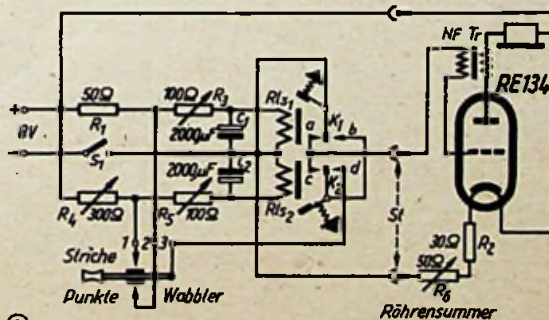 NF Tr
RE134
50Ω
R1
100Ω
R3
Rls1
K1
+
8V
-
S1
2000µF
C1
a
b
2000µF
C2
c
d
K2
R4
300Ω
R5
100Ω
Rls2
St
30Ω
R2
50Ω
R6
1 2 3
Striche
Punkte
Wobbler
Röhrensummer